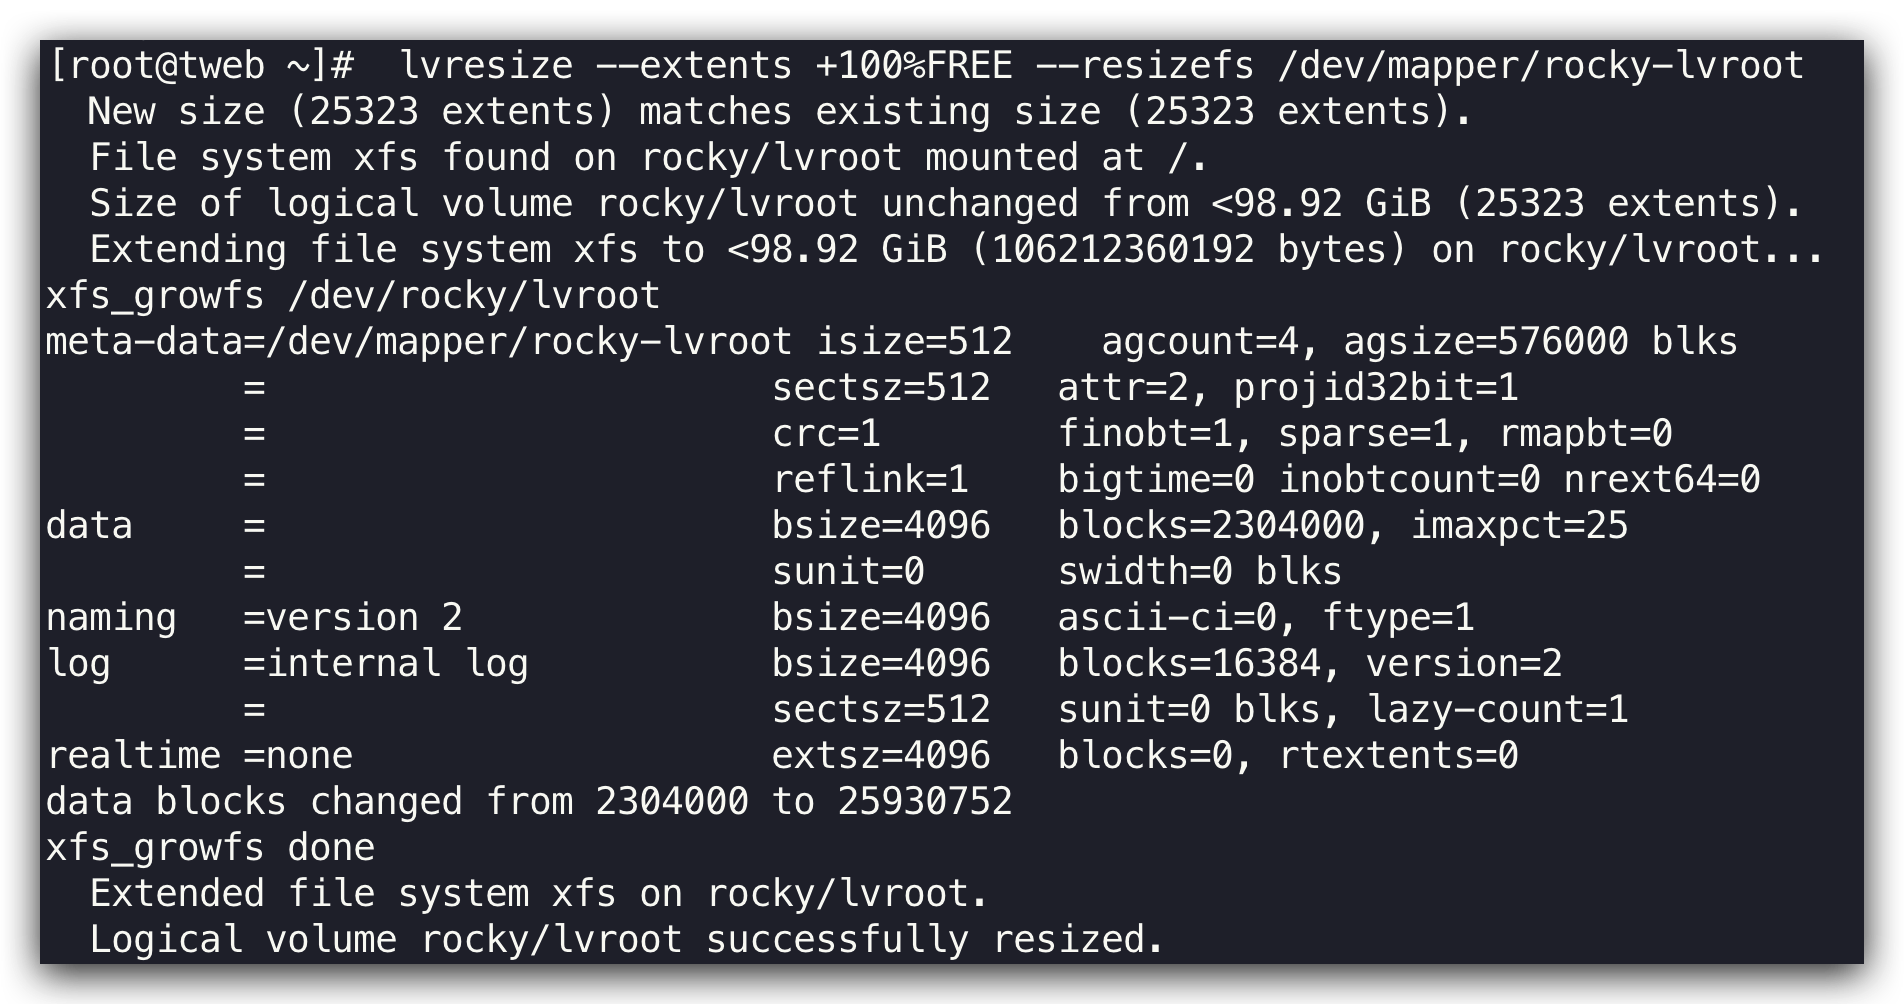 [root@tweb ~]#  lvresize --extents +100%FREE --resizefs /dev/mapper/rocky-lvroot
  New size (25323 extents) matches existing size (25323 extents).
  File system xfs found on rocky/lvroot mounted at /.
  Size of logical volume rocky/lvroot unchanged from <98.92 GiB (25323 extents).
  Extending file system xfs to <98.92 GiB (106212360192 bytes) on rocky/lvroot...
xfs_growfs /dev/rocky/lvroot
meta-data=/dev/mapper/rocky-lvroot isize=512    agcount=4, agsize=576000 blks
         =                       sectsz=512   attr=2, projid32bit=1
         =                       crc=1        finobt=1, sparse=1, rmapbt=0
         =                       reflink=1    bigtime=0 inobtcount=0 nrext64=0
data     =                       bsize=4096   blocks=2304000, imaxpct=25
         =                       sunit=0      swidth=0 blks
naming   =version 2              bsize=4096   ascii-ci=0, ftype=1
log      =internal log           bsize=4096   blocks=16384, version=2
         =                       sectsz=512   sunit=0 blks, lazy-count=1
realtime =none                   extsz=4096   blocks=0, rtextents=0
data blocks changed from 2304000 to 25930752
xfs_growfs done
  Extended file system xfs on rocky/lvroot.
  Logical volume rocky/lvroot successfully resized.